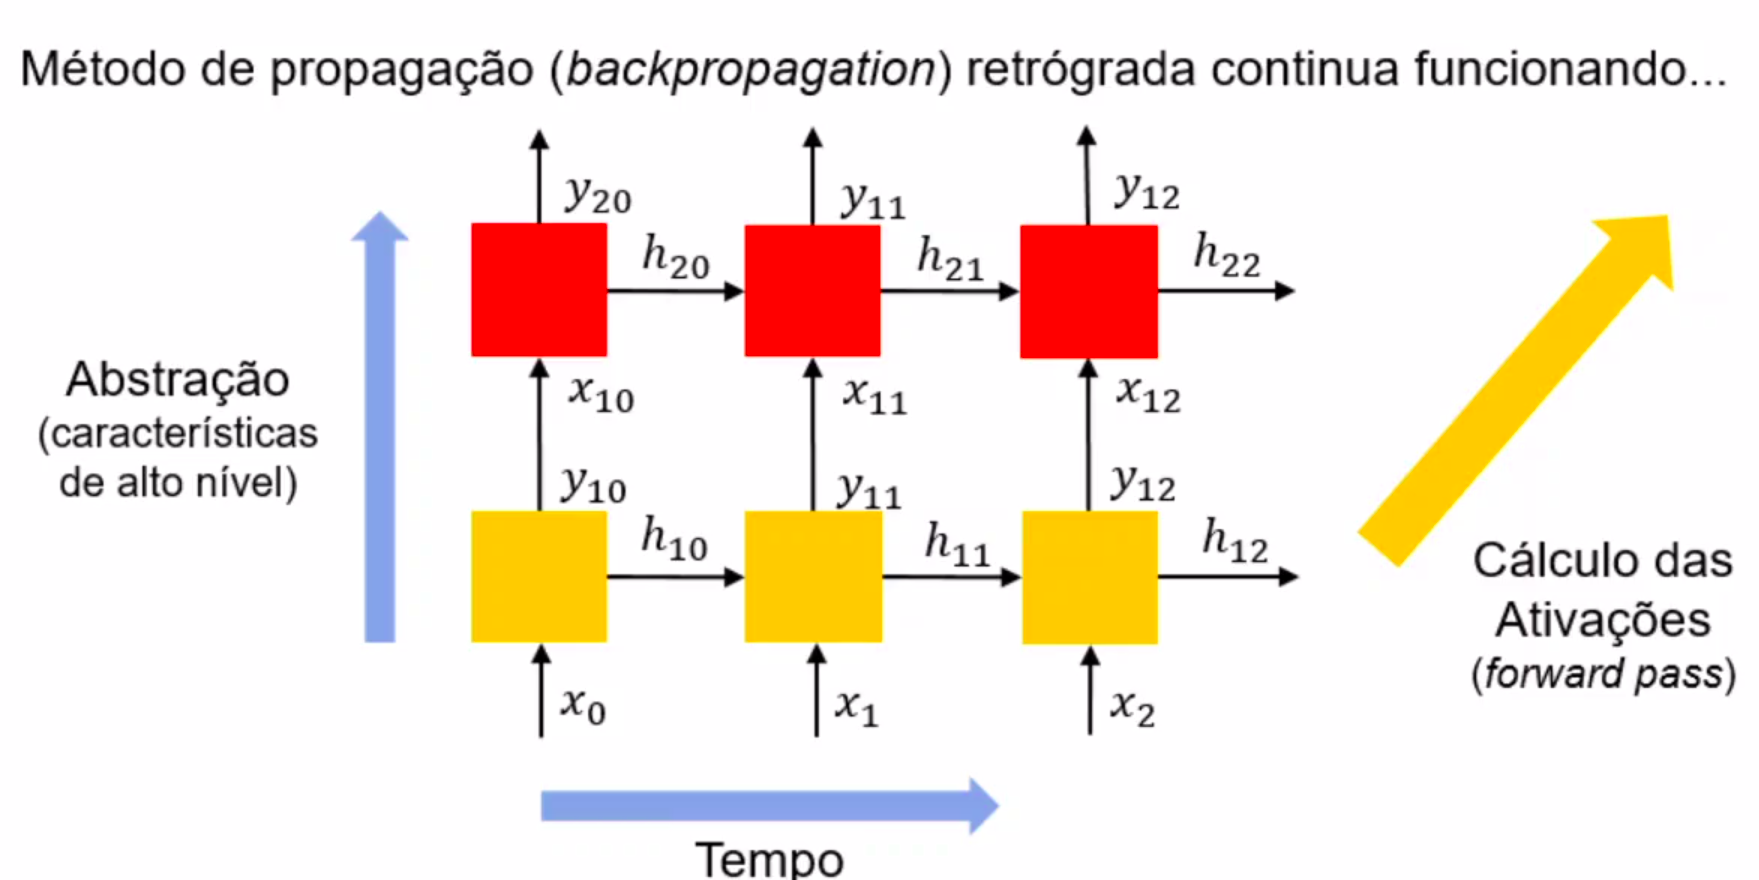 Método de propagação (backpropagation) retrógrada continua funcionando...
y20
y11
y12
h20
h21
h22
Abstração
(características
de alto nível)
x10
x11
x12
y10
y11
y12
h10
h11
h12
Cálculo das
Ativações
(forward pass)
x0
x1
x2
Tempo